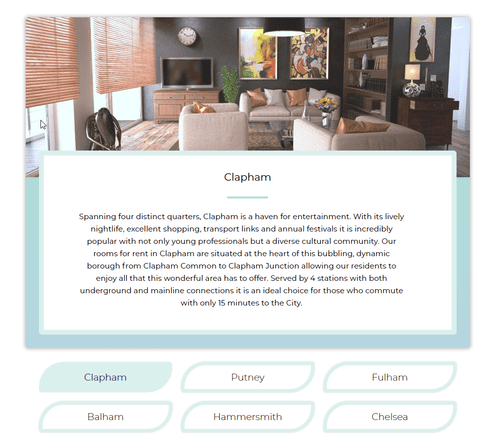 Clapham
Spanning four distinct quarters, Clapham is a haven for entertainment. With its lively
nightlife, excellent shopping, transport links and annual festivals it is incredibly
popular with not only young professionals but a diverse cultural community. Our
rooms for rent in Clapham are situated at the heart of this bubbling, dynamic
borough from Clapham Common to Clapham Junction allowing our residents to
enjoy all that this wonderful area has to offer. Served by 4 stations with both
underground and mainline connections it is an ideal choice for those who commute
with only 15 minutes to the City.
Clapham
Putney
Fulham
Balham
Hammersmith
Chelsea